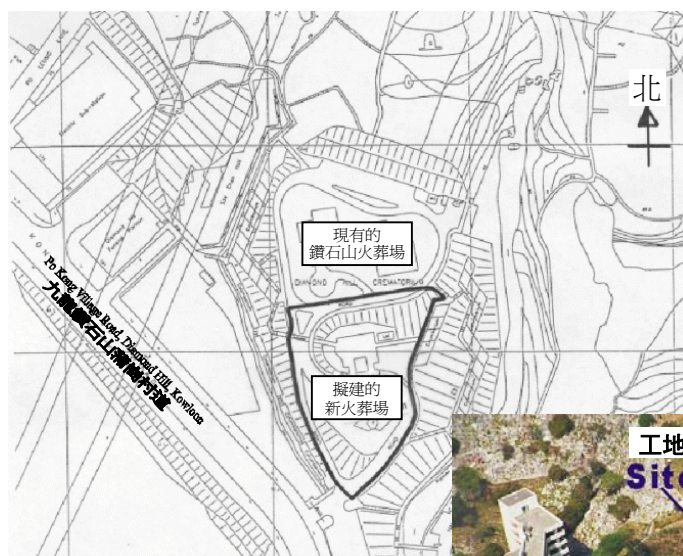 北
現有的
鑽石山火葬場
DIAMOND HILL CREMATORIUM
ROAD
Po Kong Village Road, Diamond Hill, Kowloon
九龍鑽石山蒲崗村道
擬建的
新火葬場
工地
Site